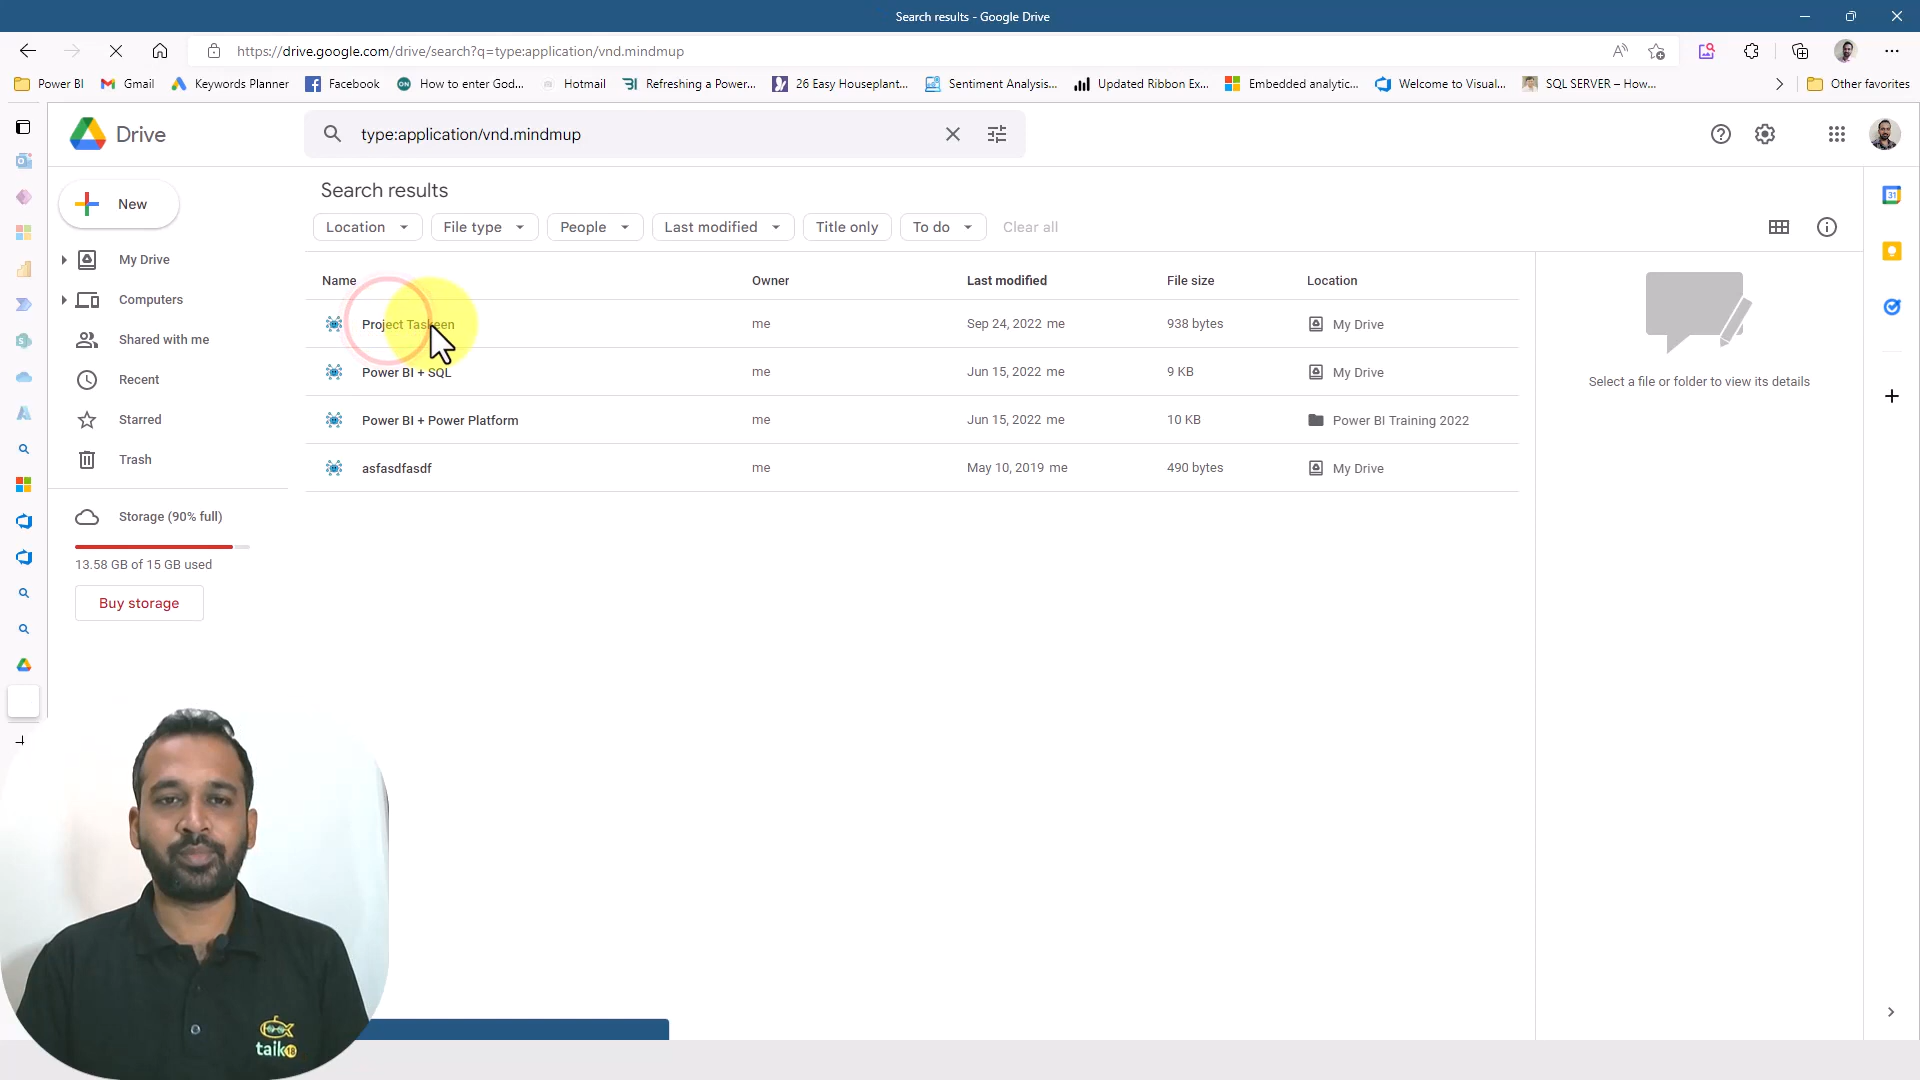 Search results - Google Drive
https://drive.google.com/drive/search?q=type:application/vnd.mindmup
Power BI
Gmail
Keywords Planner
Facebook
How to enter God...
Hotmail
Refreshing a Power...
26 Easy Houseplant...
Sentiment Analysis...
Updated Ribbon Ex...
Embedded analytic...
Welcome to Visual...
SQL SERVER – How...
Other favorites
Drive
type:application/vnd.mindmup
New
My Drive
Computers
Shared with me
Recent
Starred
Trash
Storage (90% full)
13.58 GB of 15 GB used
Buy storage
Search results
Location
File type
People
Last modified
Title only
To do
Clear all
Name Owner Last modified File size Location
Project Taskeen me Sep 24, 2022 me 938 bytes My Drive
Power BI + SQL me Jun 15, 2022 me 9 KB My Drive
Power BI + Power Platform me Jun 15, 2022 me 10 KB Power BI Training 2022
asfasdfasdf me May 10, 2019 me 490 bytes My Drive
Select a file or folder to view its details
31
taik18